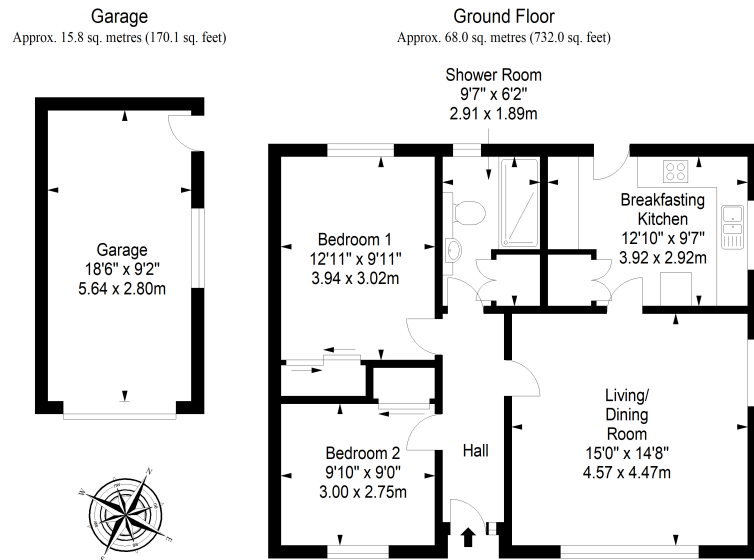 Garage
Approx. 15.8 sq. metres (170.1 sq. feet)
Ground Floor
Approx. 68.0 sq. metres (732.0 sq. feet)
Shower Room
9'7" x 6'2"
2.91 x 1.89m
Breakfasting
Kitchen
12'10" x 9'7"
3.92 x 2.92m
Bedroom 1
12'11" x 9'11"
3.94 x 3.02m
Garage
18'6" x 9'2"
5.64 x 2.80m
Living/
Dining
Room
15'0" x 14'8"
4.57 x 4.47m
Bedroom 2
9'10" x 9'0"
3.00 x 2.75m
Hall
N
W
E
S